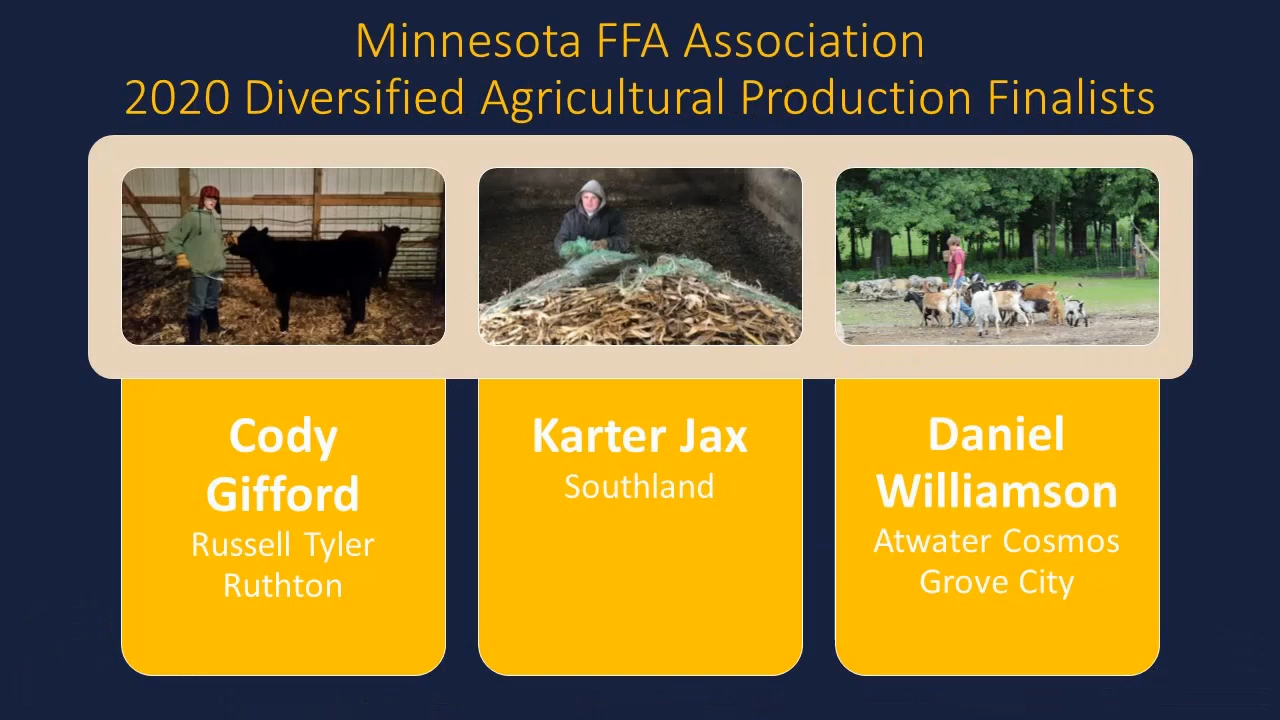 Minnesota FFA Association
2020 Diversified Agricultural Production Finalists
Cody
Gifford
Russell Tyler
Ruthton
Karter Jax
Southland
Daniel
Williamson
Atwater Cosmos
Grove City